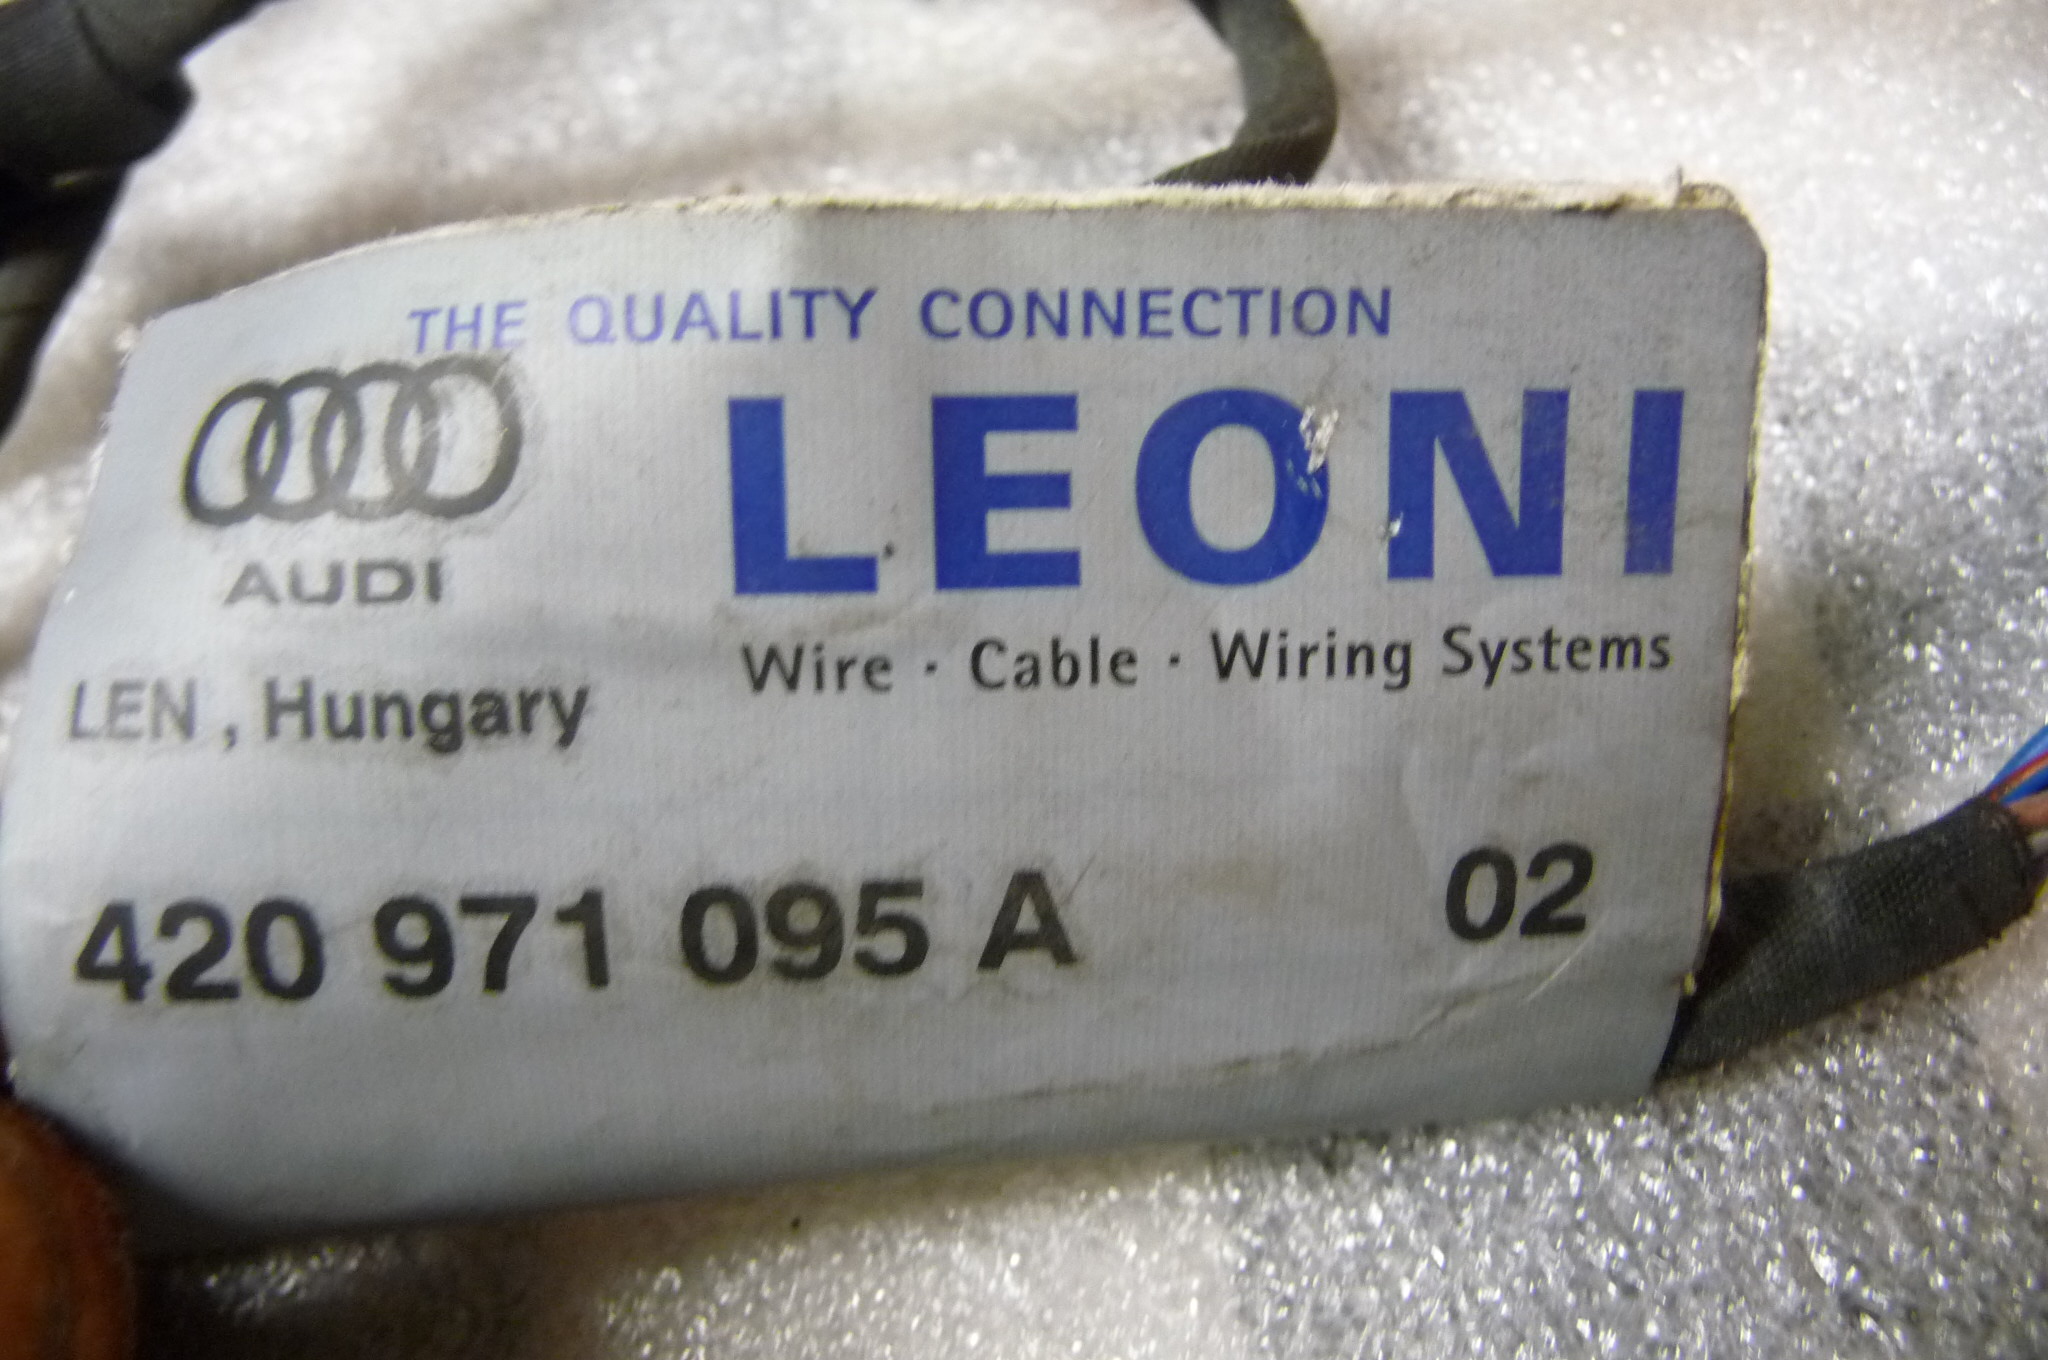 THE QUALITY CONNECTION
LEONI
AUDI
Wire · Cable · Wiring Systems
LEN , Hungary
420 971 095 A 02